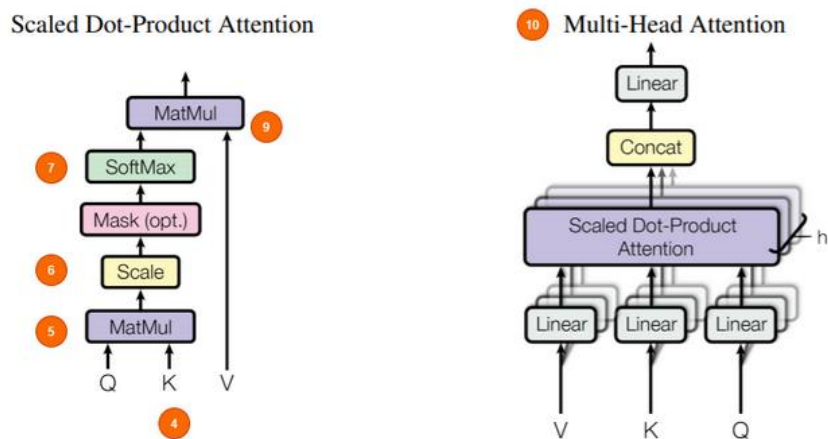 Scaled Dot-Product Attention
MatMul
9
7
SoftMax
Mask (opt.)
6
Scale
5
MatMul
Q K V
4
10 Multi-Head Attention
Linear
Concat
Scaled Dot-Product
Attention
h
Linear Linear Linear
V K Q